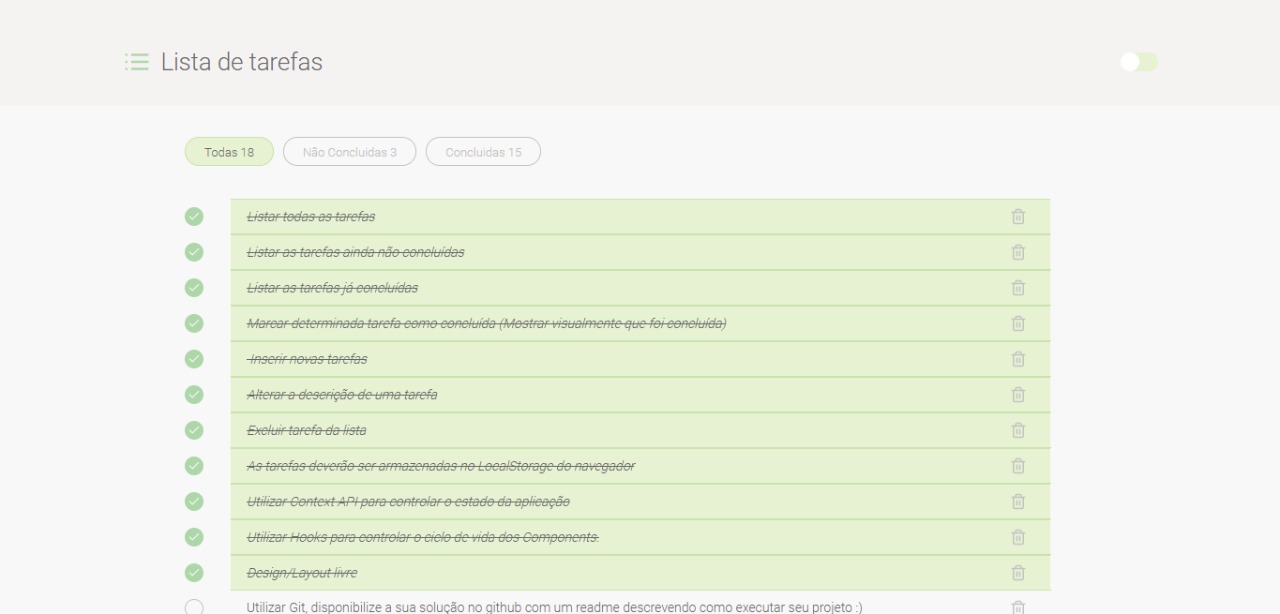 Lista de tarefas
Todas 18
Não Concluidas 3
Concluidas 15
Listar todas as tarefas
Listar as tarefas ainda não concluídas
Listar as tarefas já concluídas
Marcar determinada tarefa como concluída (Mostrar visualmente que foi concluída)
Inserir novas tarefas
Alterar a descrição de uma tarefa
Excluir tarefa da lista
As tarefas deverão ser armazenadas no LocalStorage do navegador
Utilizar Context API para controlar o estado da aplicação
Utilizar Hooks para controlar o ciclo de vida dos Components.
Design/Layout livre
Utilizar Git, disponibilize a sua solução no github com um readme descrevendo como executar seu projeto :)